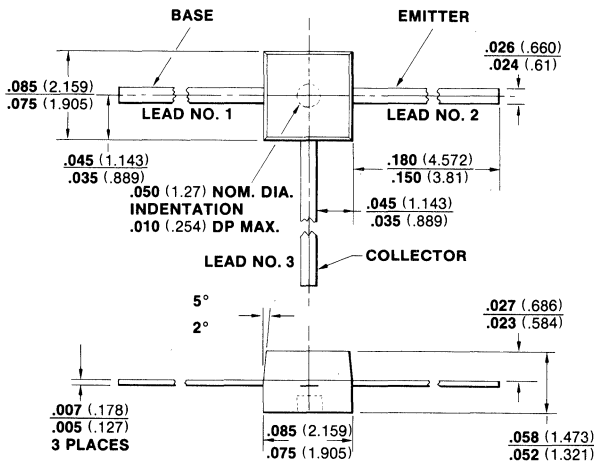 BASE
EMITTER
.026 (.660)
.024 (.61)
.085 (2.159)
.075 (1.905)
LEAD NO. 1
LEAD NO. 2
.045 (1.143)
.035 (.889)
.180 (4.572)
.150 (3.81)
.050 (1.27) NOM. DIA.
INDENTATION
.010 (.254) DP MAX.
.045 (1.143)
.035 (.889)
LEAD NO. 3
COLLECTOR
5°
2°
.027 (.686)
.023 (.584)
.007 (.178)
.005 (.127)
3 PLACES
.085 (2.159)
.075 (1.905)
.058 (1.473)
.052 (1.321)